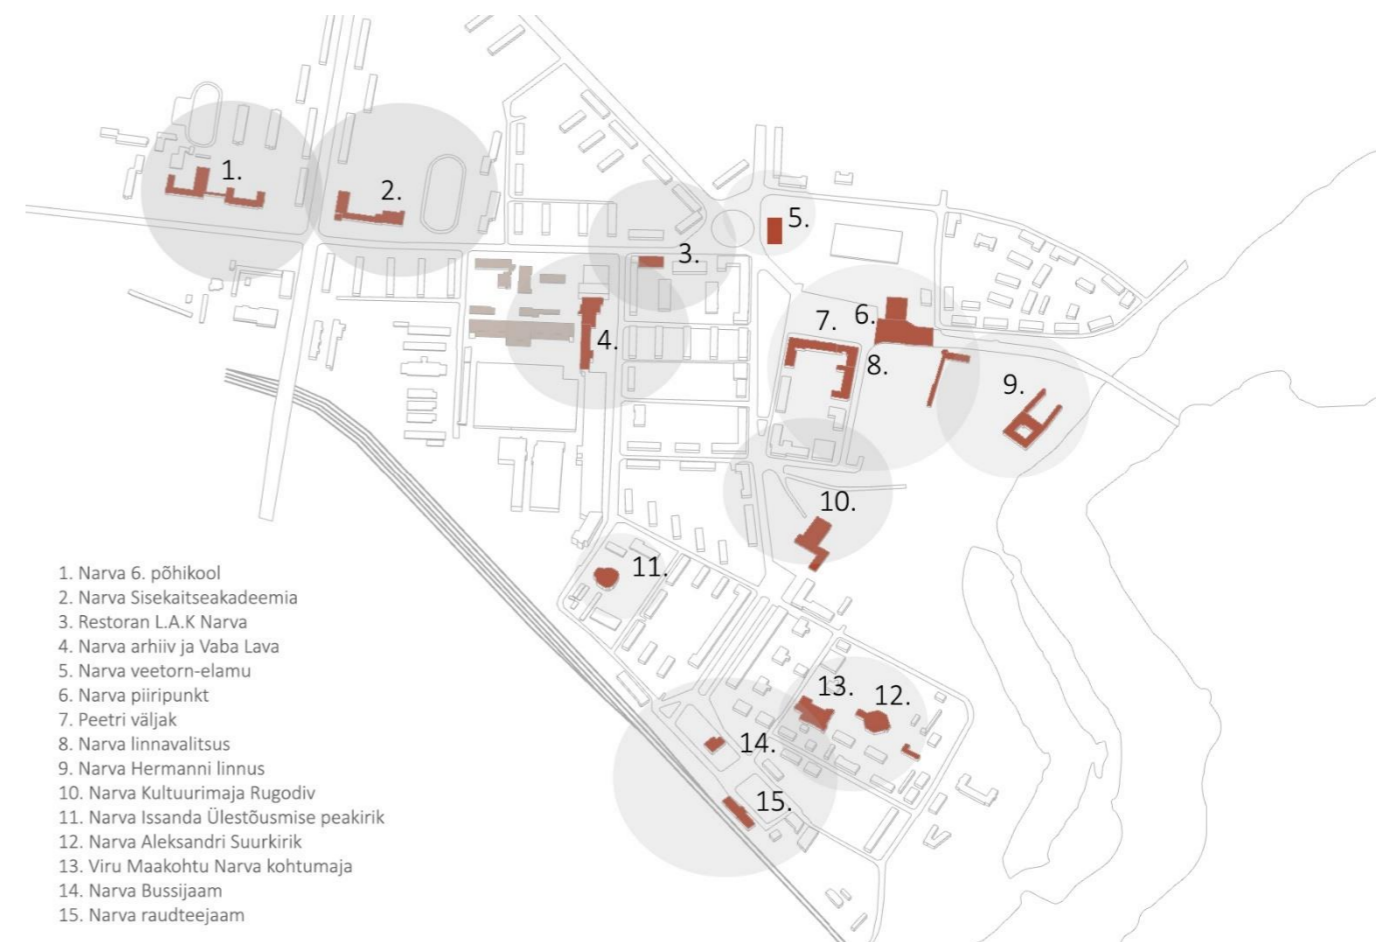 1.
2.
3.
4.
5.
6.
7.
8.
9.
10.
11.
12.
13.
14.
15.
1. Narva 6. põhikool
2. Narva Sisekaitseakadeemia
3. Restoran L.A.K Narva
4. Narva arhiiv ja Vaba Lava
5. Narva veetorn-elamu
6. Narva piiripunkt
7. Peetri väljak
8. Narva linnavalitsus
9. Narva Hermanni linnus
10. Narva Kultuurimaja Rugodiv
11. Narva Issanda Ülestõusmise peakirik
12. Narva Aleksandri Suurkirik
13. Viru Maakohtu Narva kohtumaja
14. Narva Bussijaam
15. Narva raudteejaam